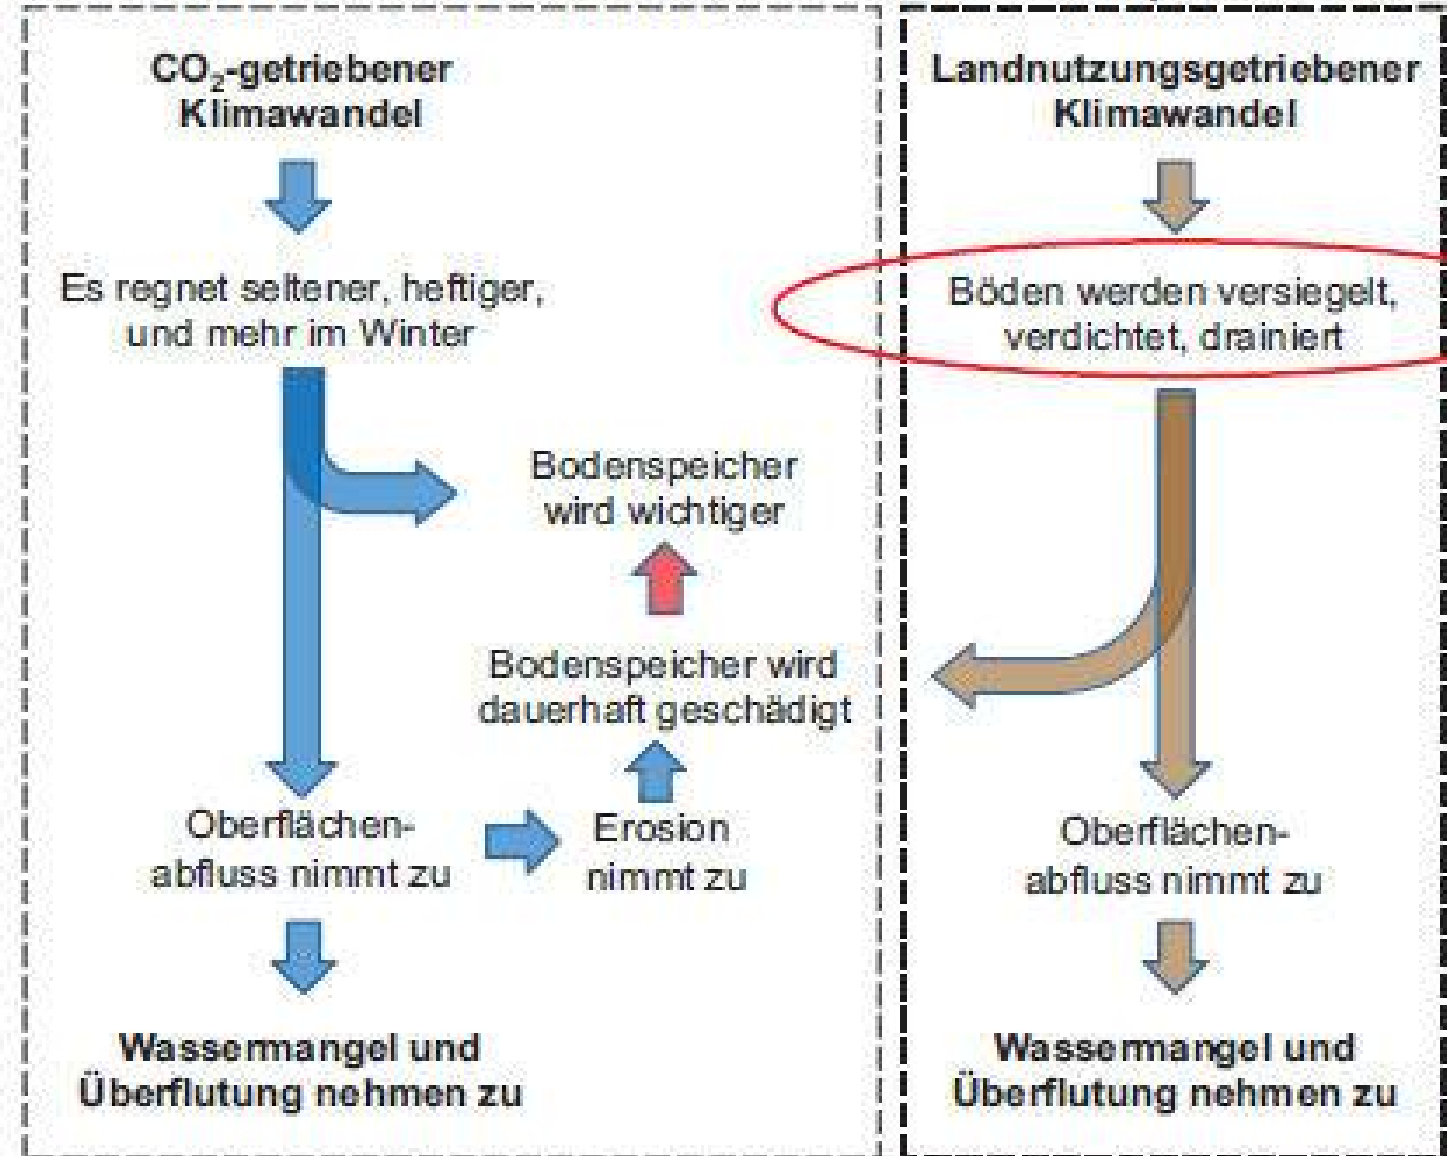 CO₂-getriebener
Klimawandel
Es regnet seltener, heftiger,
und mehr im Winter
Bodenspeicher
wird wichtiger
Bodenspeicher wird
dauerhaft geschädigt
Oberflächen-
abfluss nimmt zu
Erosion
nimmt zu
Wassermangel und
Überflutung nehmen zu
Landnutzungsgetriebener
Klimawandel
Böden werden versiegelt,
verdichtet, drainiert
Oberflächen-
abfluss nimmt zu
Wassermangel und
Überflutung nehmen zu